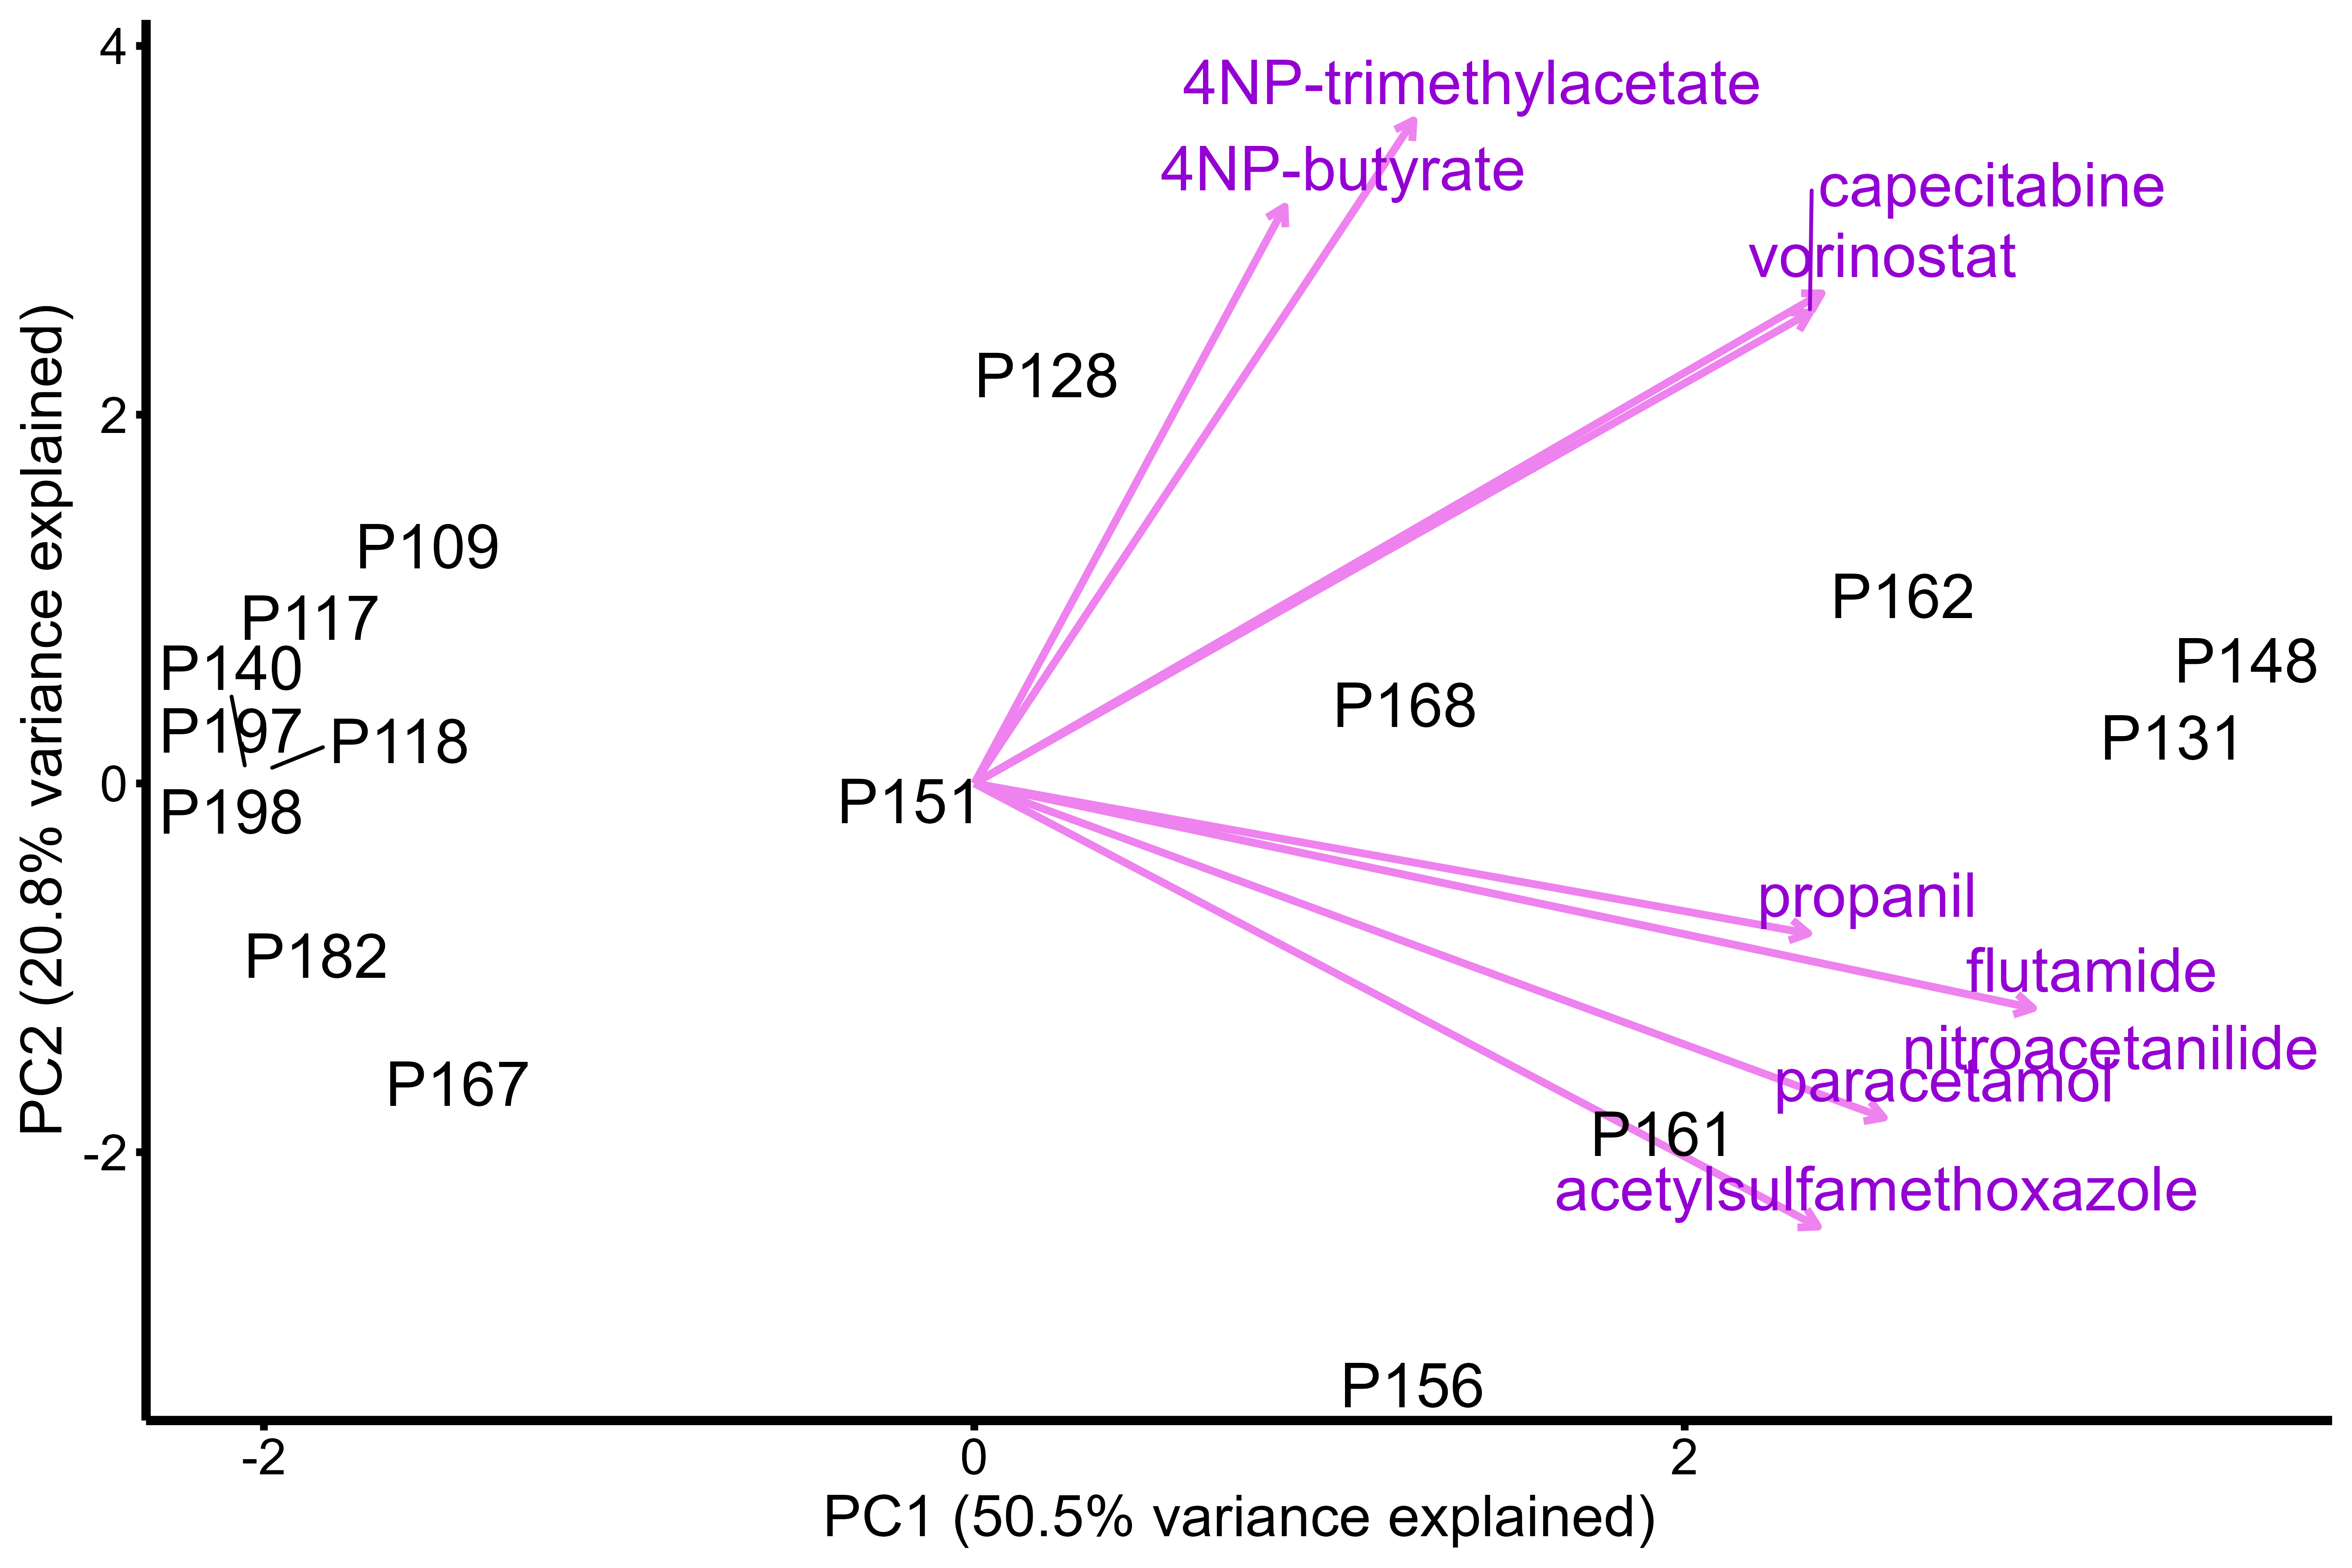 4
4NP-trimethylacetate
4NP-butyrate
capecitabine
vorinostat
P128
2
P109
P117
P162
P140
P148
P168
P197
P118
P131
0
P151
P198
propanil
P182
flutamide
nitroacetanilide
P167
paracetamol
P161
-2
acetylsulfamethoxazole
P156
-2
0
2
PC1 (50.5% variance explained)
PC2 (20.8% variance explained)